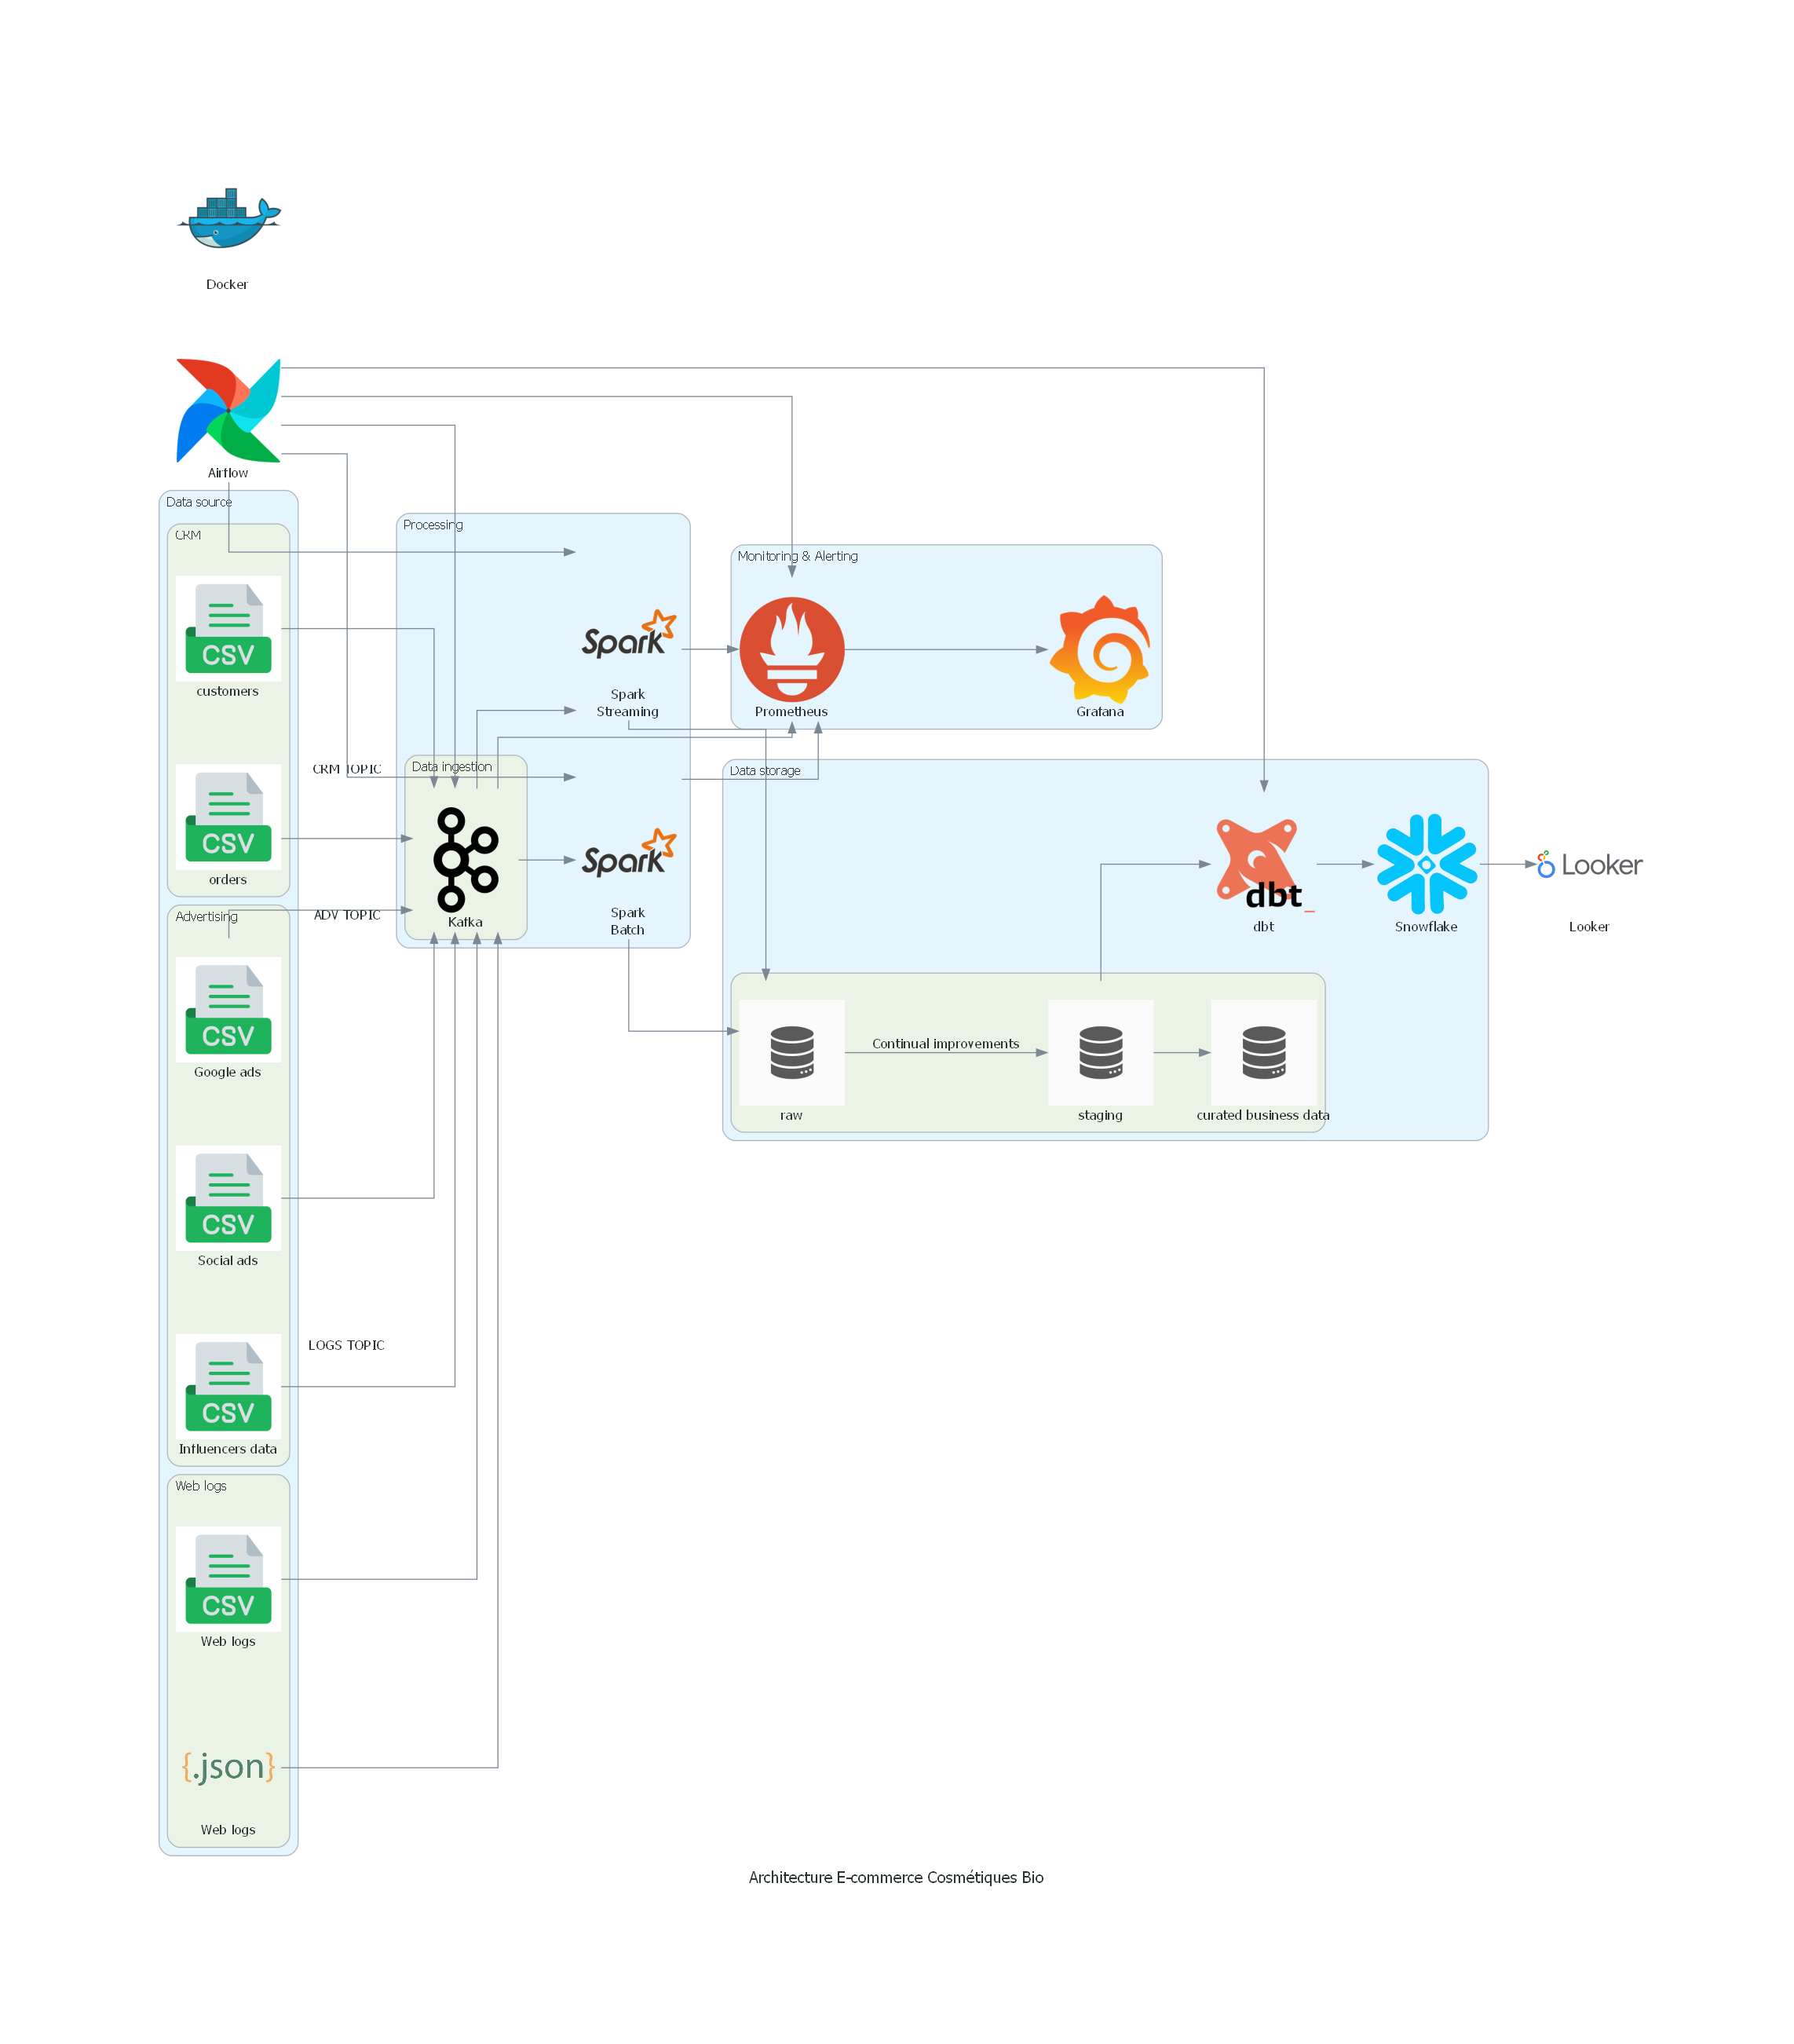 Docker
Airflow
Data source
CRM
CSV
customers
CSV
orders
Advertising
CSV
Google ads
CSV
Social ads
CSV
Influencers data
Web logs
CSV
Web logs
{.json}
Web logs
CRM TOPIC
ADV TOPIC
LOGS TOPIC
Processing
Spark
Spark
Streaming
Data ingestion
Kafka
Spark
Spark
Batch
Monitoring & Alerting
Prometheus
Grafana
Data storage
dbt
dbt
Snowflake
Looker
Looker
raw
Continual improvements
staging
curated business data
Architecture E-commerce Cosmétiques Bio